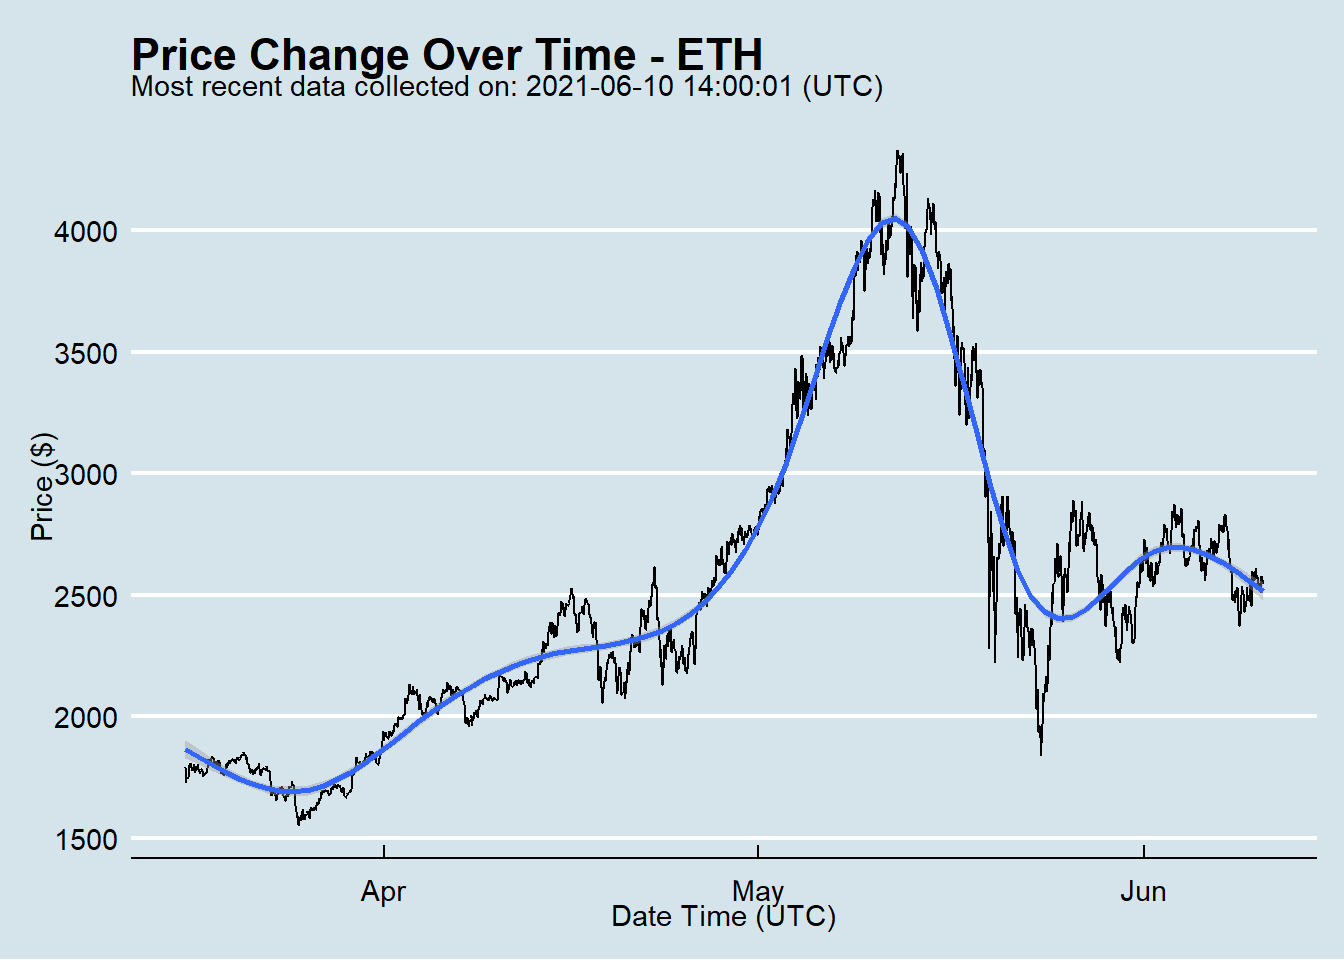 Price Change Over Time - ETH
Most recent data collected on: 2021-06-10 14:00:01 (UTC)
Price ($)
4000
3500
3000
2500
2000
1500
Apr
May
Jun
Date Time (UTC)